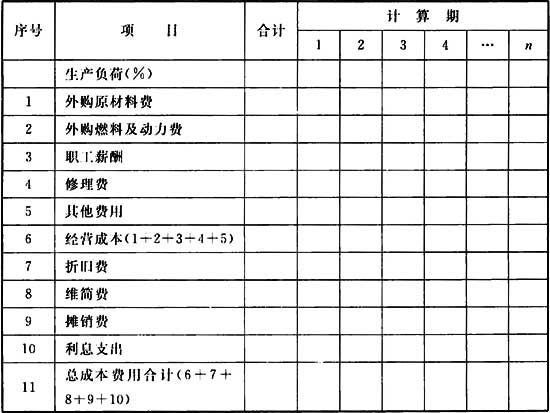 序号 项 目 合计 计 算 期
1 2 3 4 … n
生产负荷(%)
1 外购原材料费
2 外购燃料及动力费
3 职工薪酬
4 修理费
5 其他费用
6 经营成本(1+2+3+4+5)
7 折旧费
8 维简费
9 摊销费
10 利息支出
11 总成本费用合计(6+7+
8+9+10)